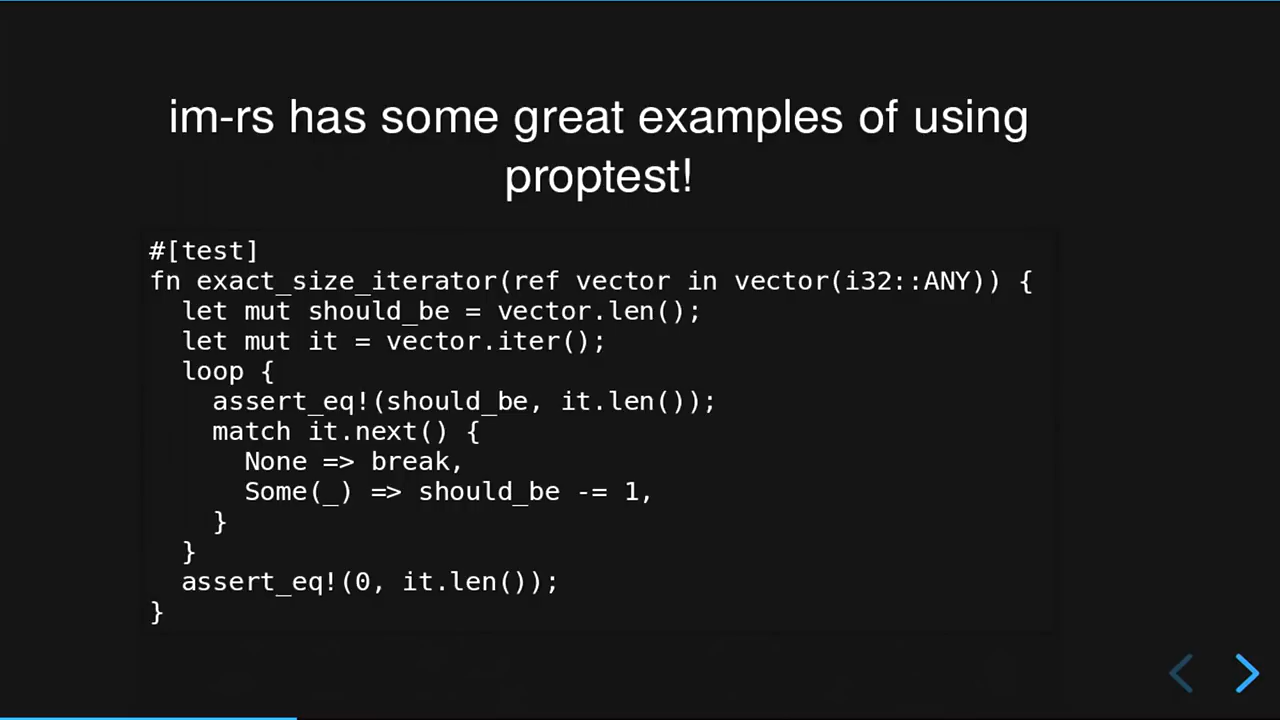 im-rs has some great examples of using
proptest!
#[test]
fn exact_size_iterator(ref vector in vector(i32::ANY)) {
  let mut should_be = vector.len();
  let mut it = vector.iter();
  loop {
    assert_eq!(should_be, it.len());
    match it.next() {
      None => break,
      Some(_) => should_be -= 1,
    }
  }
  assert_eq!(0, it.len());
}